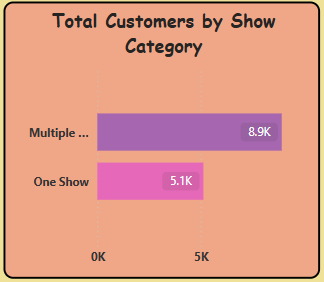 Total Customers by Show
Category
Multiple ...
8.9K
One Show
5.1K
0K
5K